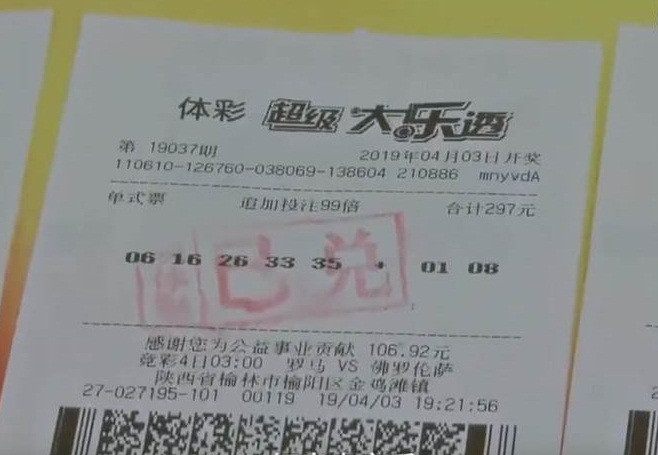 体彩 超级大乐透
第 19037期 2019年04月03日开奖
110610-126760-038069-138604 210886 mnyvdA
单式票 追加投注99倍 合计297元
06 16 26 33 35 + 01 08
已兑
感谢您为公益事业贡献 106.92元
竞彩4日03:00 罗马 VS 佛罗伦萨
陕西省榆林市榆阳区金鸡滩镇
27-027195-101 00119 19/04/03 19:21:56